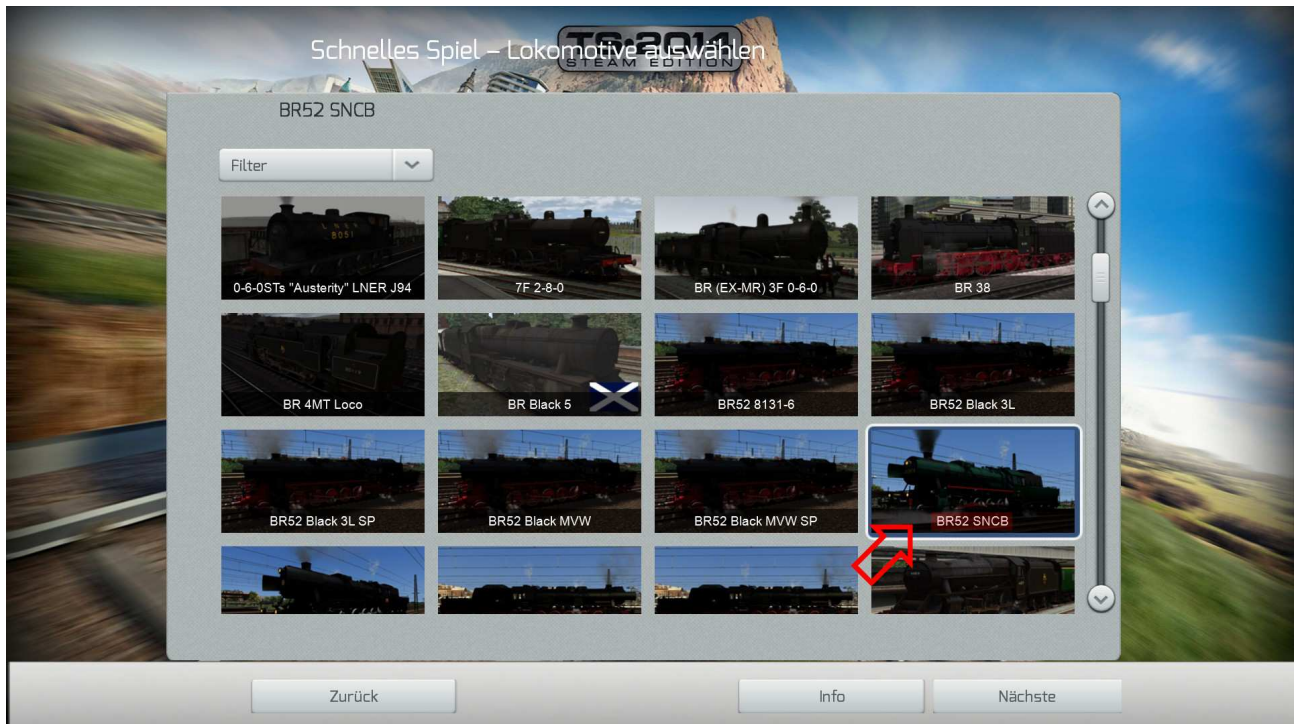 TS:2014
STEAM EDITION
Schnelles Spiel – Lokomotive auswählen
BR52 SNCB
Filter
LNER
8051
0-6-0STs "Austerity" LNER J94
7F 2-8-0
BR (EX-MR) 3F 0-6-0
BR 38
BR 4MT Loco
BR Black 5
BR52 8131-6
BR52 Black 3L
BR52 Black 3L SP
BR52 Black MVW
BR52 Black MVW SP
BR52 SNCB
Zurück
Info
Nächste